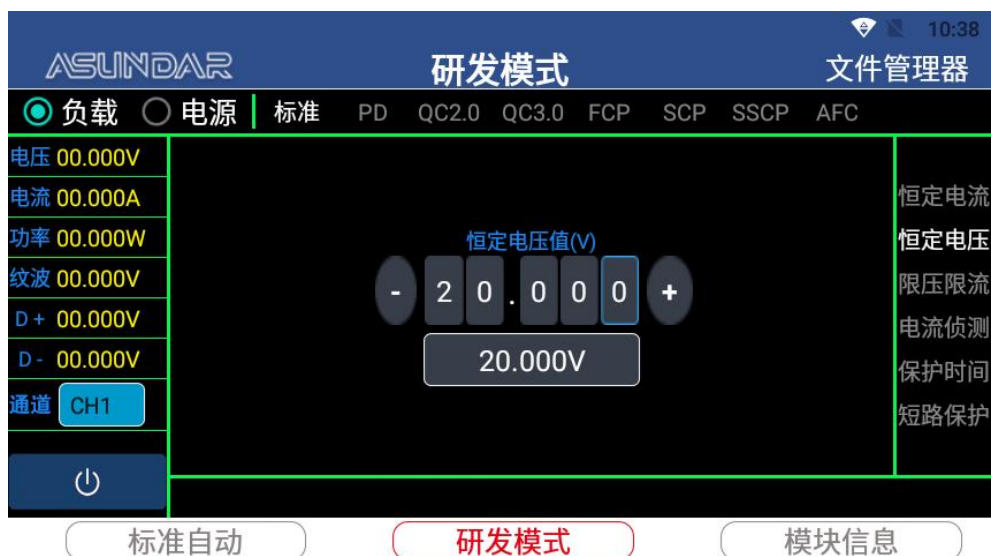 10:38
ASUNDAR 研发模式 文件管理器
负载 电源 标准 PD QC2.0 QC3.0 FCP SCP SSCP AFC
电压 00.000V
电流 00.000A
功率 00.000W
纹波 00.000V
D+ 00.000V
D- 00.000V
通道 CH1
恒定电压值(V)
- 2 0 . 0 0 0 +
20.000V
恒定电流
恒定电压
限压限流
电流侦测
保护时间
短路保护
标准自动 研发模式 模块信息